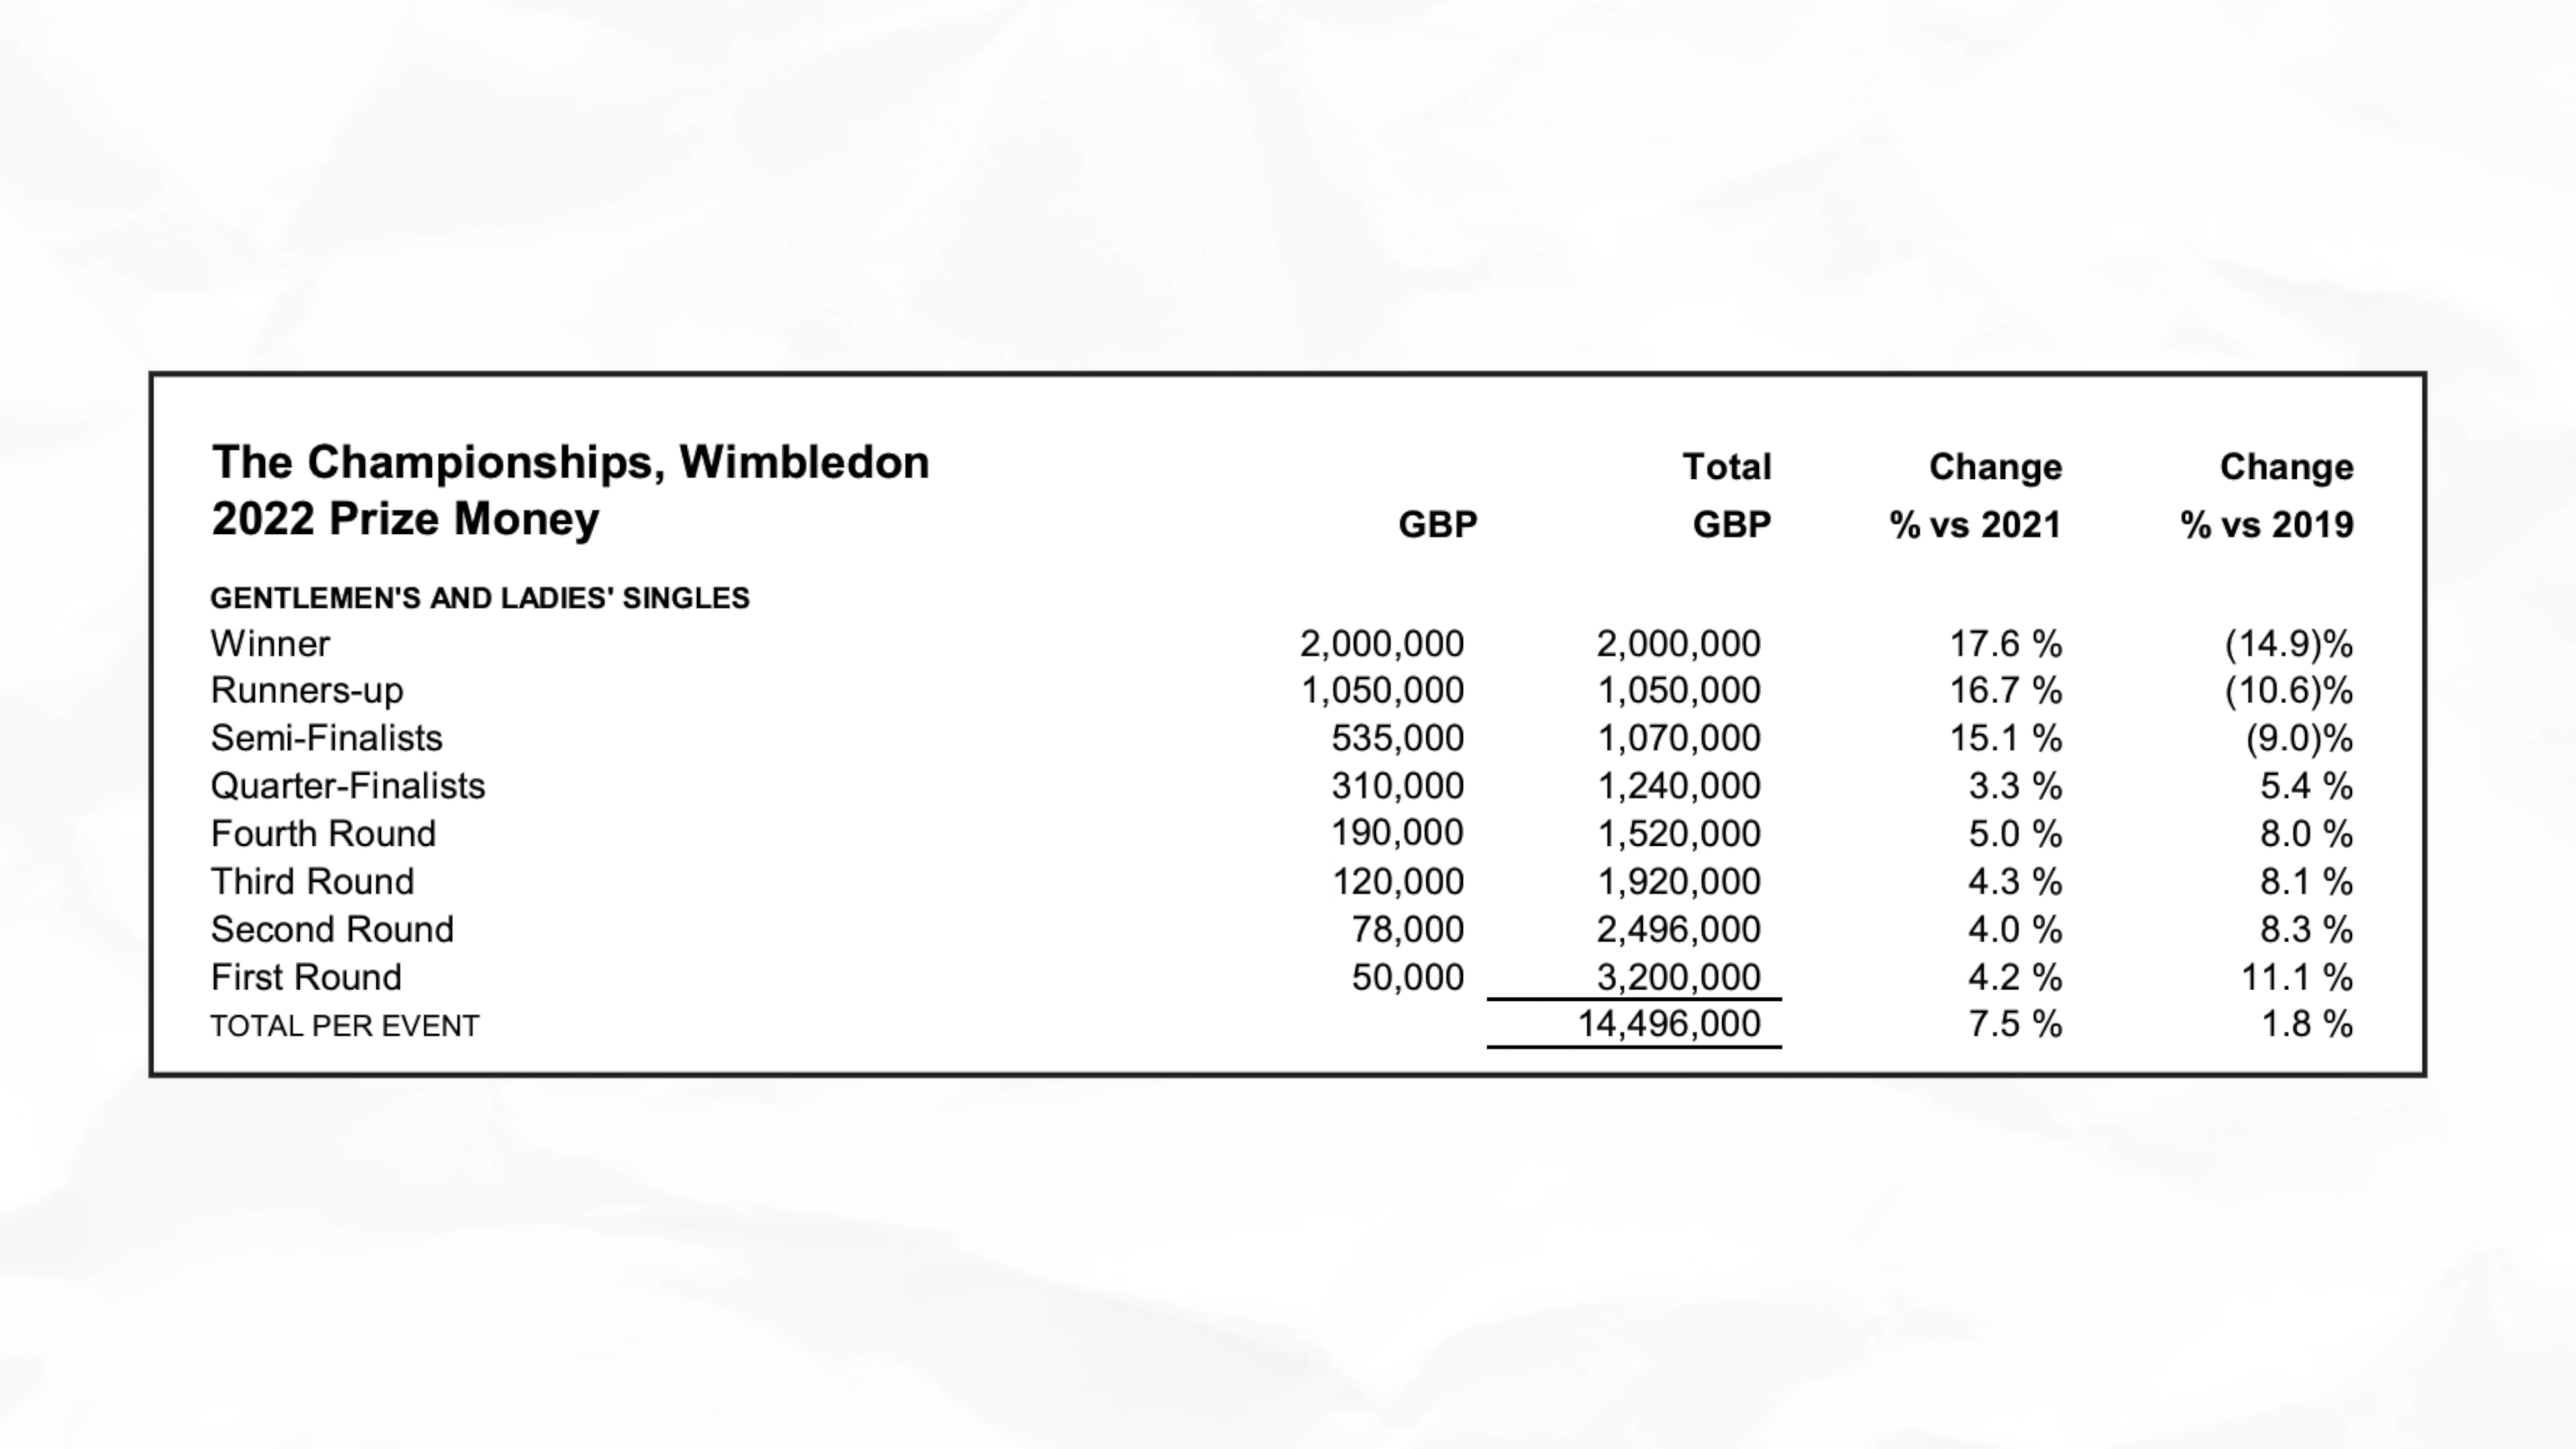 The Championships, Wimbledon Total Change Change
2022 Prize Money GBP GBP % vs 2021 % vs 2019
GENTLEMEN'S AND LADIES' SINGLES
Winner 2,000,000 2,000,000 17.6 % (14.9)%
Runners-up 1,050,000 1,050,000 16.7 % (10.6)%
Semi-Finalists 535,000 1,070,000 15.1 % (9.0)%
Quarter-Finalists 310,000 1,240,000 3.3 % 5.4 %
Fourth Round 190,000 1,520,000 5.0 % 8.0 %
Third Round 120,000 1,920,000 4.3 % 8.1 %
Second Round 78,000 2,496,000 4.0 % 8.3 %
First Round 50,000 3,200,000 4.2 % 11.1 %
TOTAL PER EVENT 14,496,000 7.5 % 1.8 %